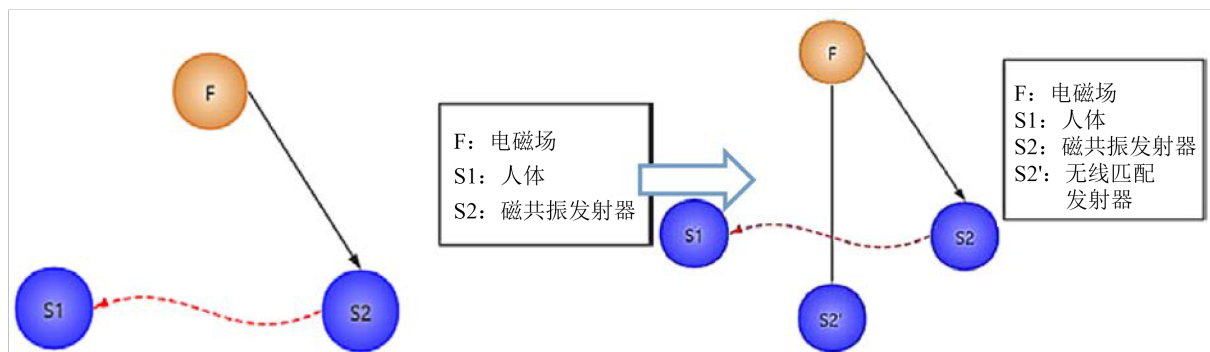 F
S1
S2
F：电磁场
S1：人体
S2：磁共振发射器
F
S1
S2
S2'
F：电磁场
S1：人体
S2：磁共振发射器
S2'：无线匹配
发射器